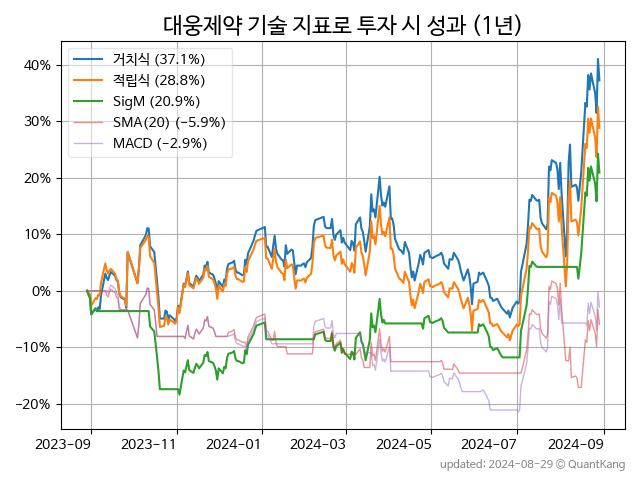 대웅제약 기술 지표로 투자 시 성과 (1년)
거치식 (37.1%)
적립식 (28.8%)
SigM (20.9%)
SMA(20) (−5.9%)
MACD (−2.9%)
40%
30%
20%
10%
0%
−10%
−20%
2023-09 2023-11 2024-01 2024-03 2024-05 2024-07 2024-09
updated: 2024-08-29 © QuantKang